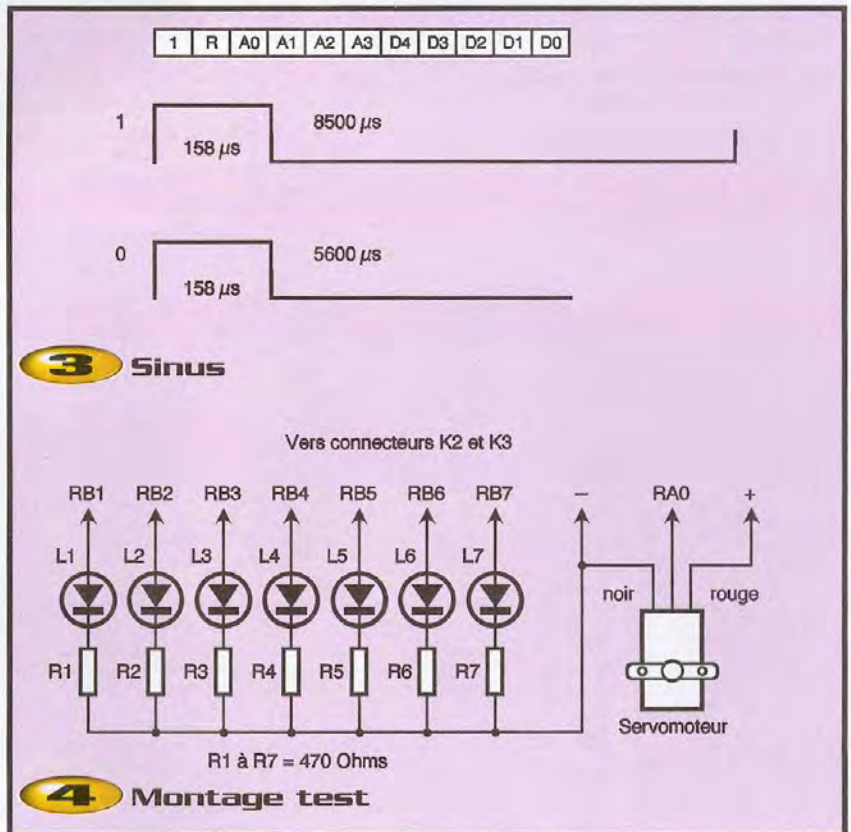 1 R A0 A1 A2 A3 D4 D3 D2 D1 D0
1 8500 µs
158 µs
0 5600 µs
158 µs
3 Sinus
Vers connecteurs K2 et K3
RB1 RB2 RB3 RB4 RB5 RB6 RB7 – RA0 +
L1 L2 L3 L4 L5 L6 L7
noir rouge
R1 R2 R3 R4 R5 R6 R7
Servomoteur
R1 à R7 = 470 Ohms
4 Montage test